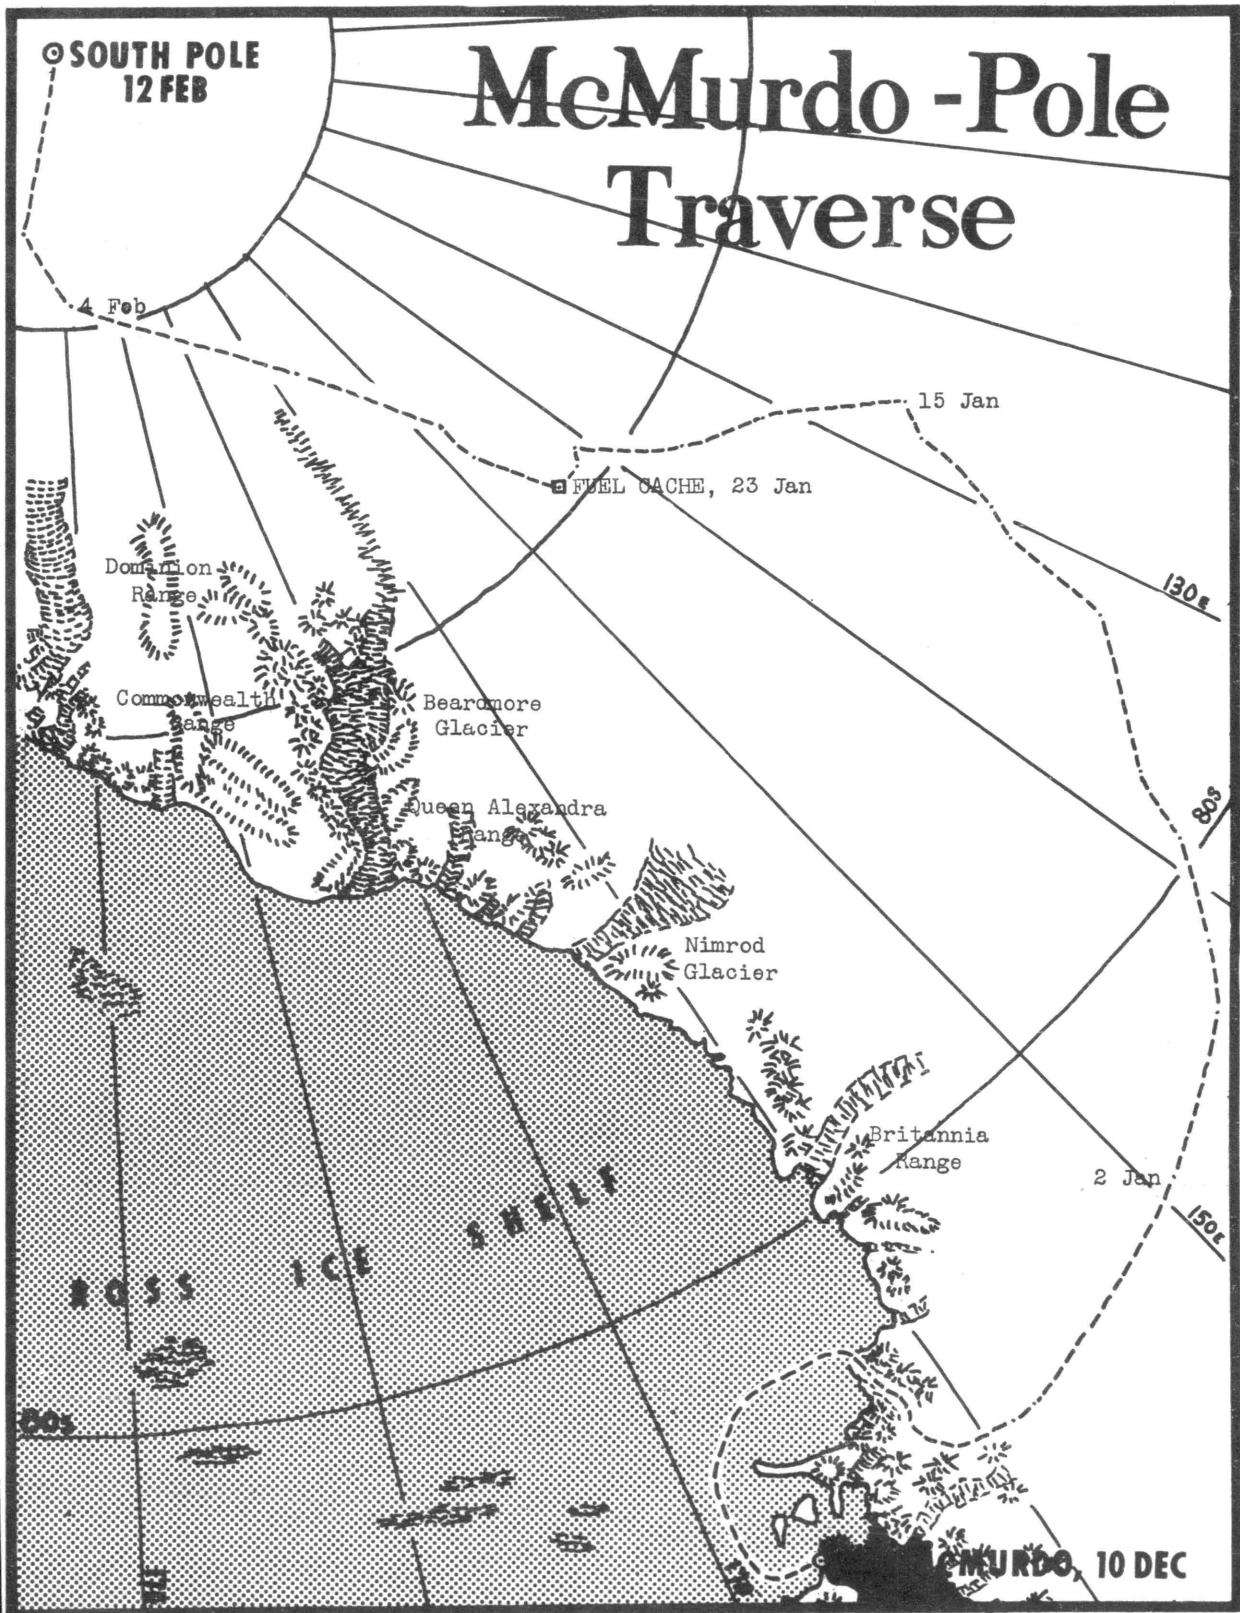 SOUTH POLE
12 FEB
McMurdo - Pole
Traverse
4 Feb
15 Jan
FUEL CACHE, 23 Jan
130E
Dominion
Range
Commonwealth
Range
Beardmore
Glacier
80S
Queen Alexandra
Range
Nimrod
Glacier
Britannia
Range
2 Jan
150E
ROSS ICE SHELF
80S
McMURDO, 10 DEC